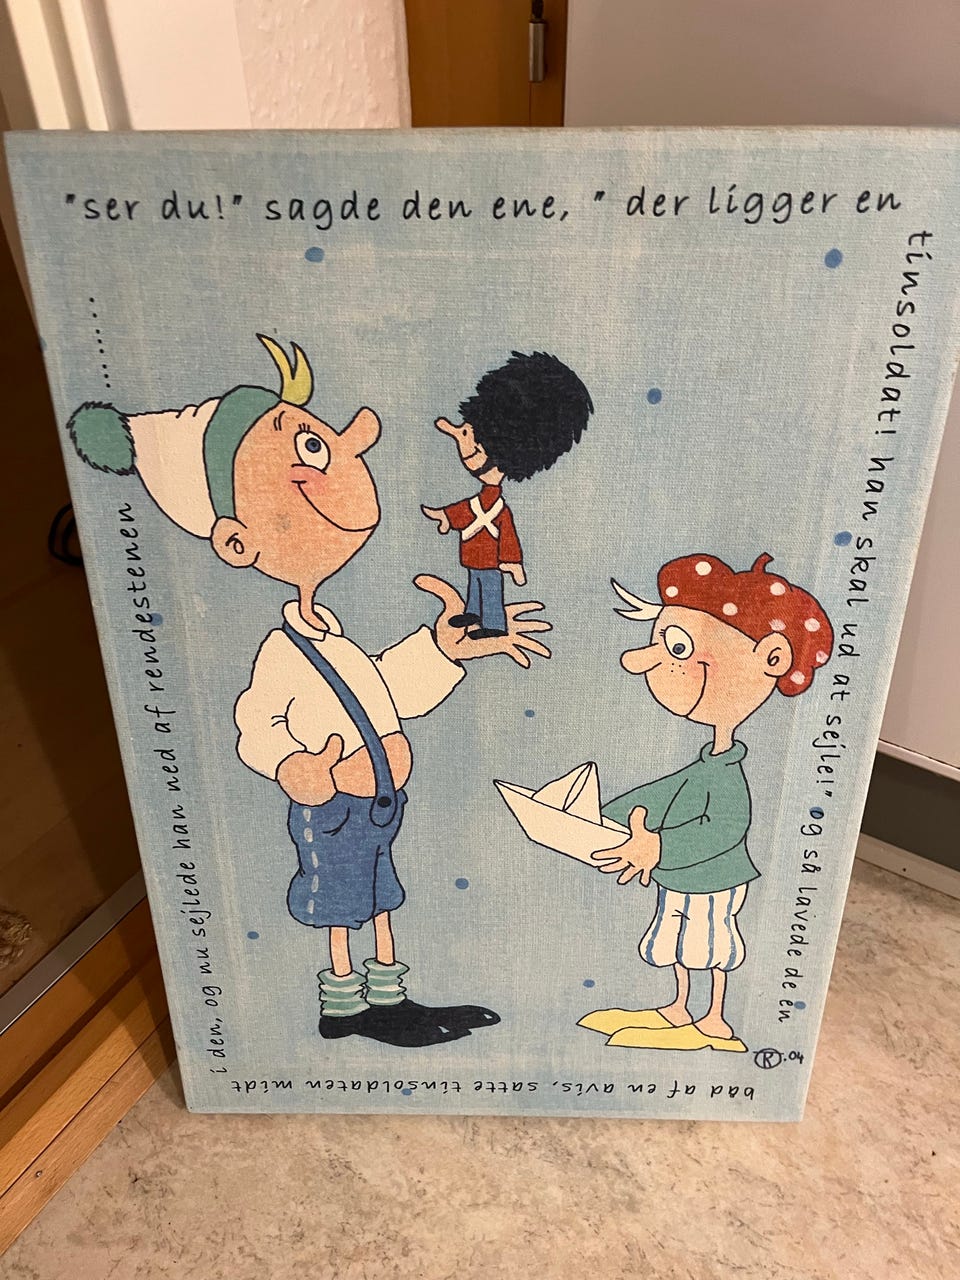 "ser du!" sagde den ene, " der ligger en
tinsoldat! han skal ud at sejle!" og så lavede de en
båd af en avis, satte tinsoldaten midt
i den, og nu sejlede han ned af rendestenen .......
R .04